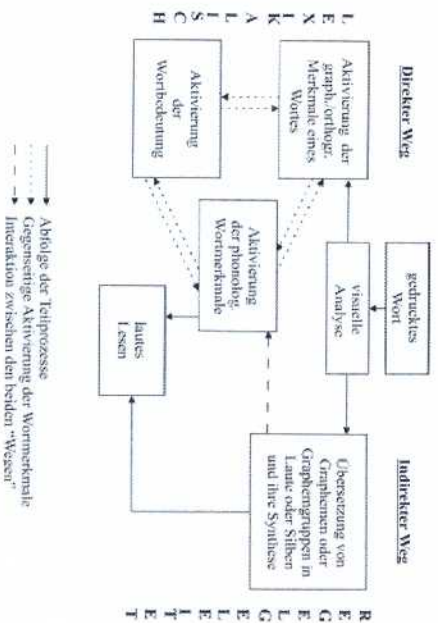 Direkter Weg
Indirekter Weg
gedrucktes
Wort
visuelle
Analyse
Aktivierung der
graph./orthogr.
Merkmale eines
Wortes
Übersetzung von
Graphemen oder
Graphemgruppen in
Laute oder Silben
und ihre Synthese
Aktivierung
der phonolog.
Wortmerkmale
Aktivierung
der
Wortbedeutung
lautes
Lesen
LEXIKALISCH
REGELGELEITET
Abfolge der Teilprozesse
Gegenseitige Aktivierung der Wortmerkmale
Interaktion zwischen den beiden "Wegen"